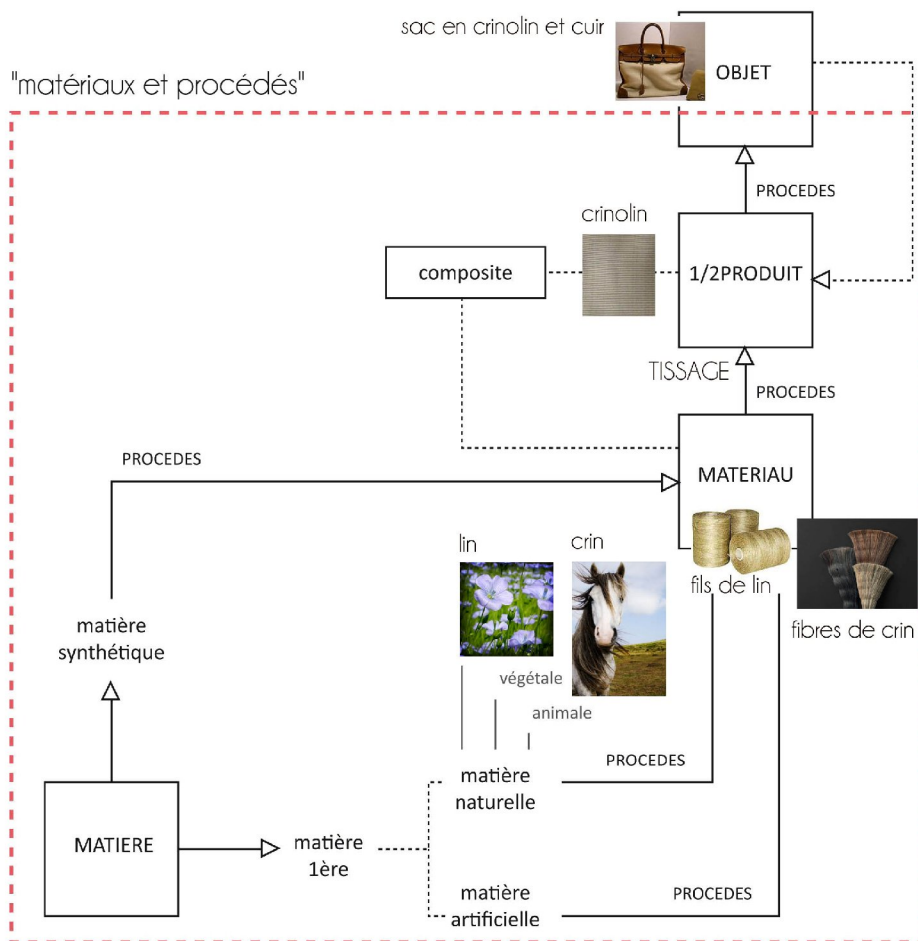 sac en crinolin et cuir
"matériaux et procédés"
OBJET
PROCEDES
crinolin
composite
1/2PRODUIT
TISSAGE
PROCEDES
PROCEDES
MATERIAU
lin
crin
fils de lin
fibres de crin
matière
synthétique
végétale
animale
PROCEDES
matière
naturelle
MATIERE
matière
1ère
PROCEDES
matière
artificielle